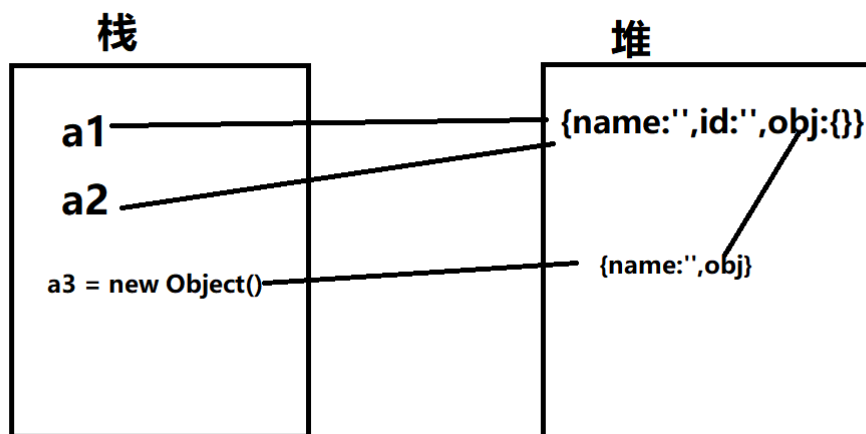 栈
堆
a1
{name:'',id:'',obj:{}}
a2
a3 = new Object()
{name:'',obj}